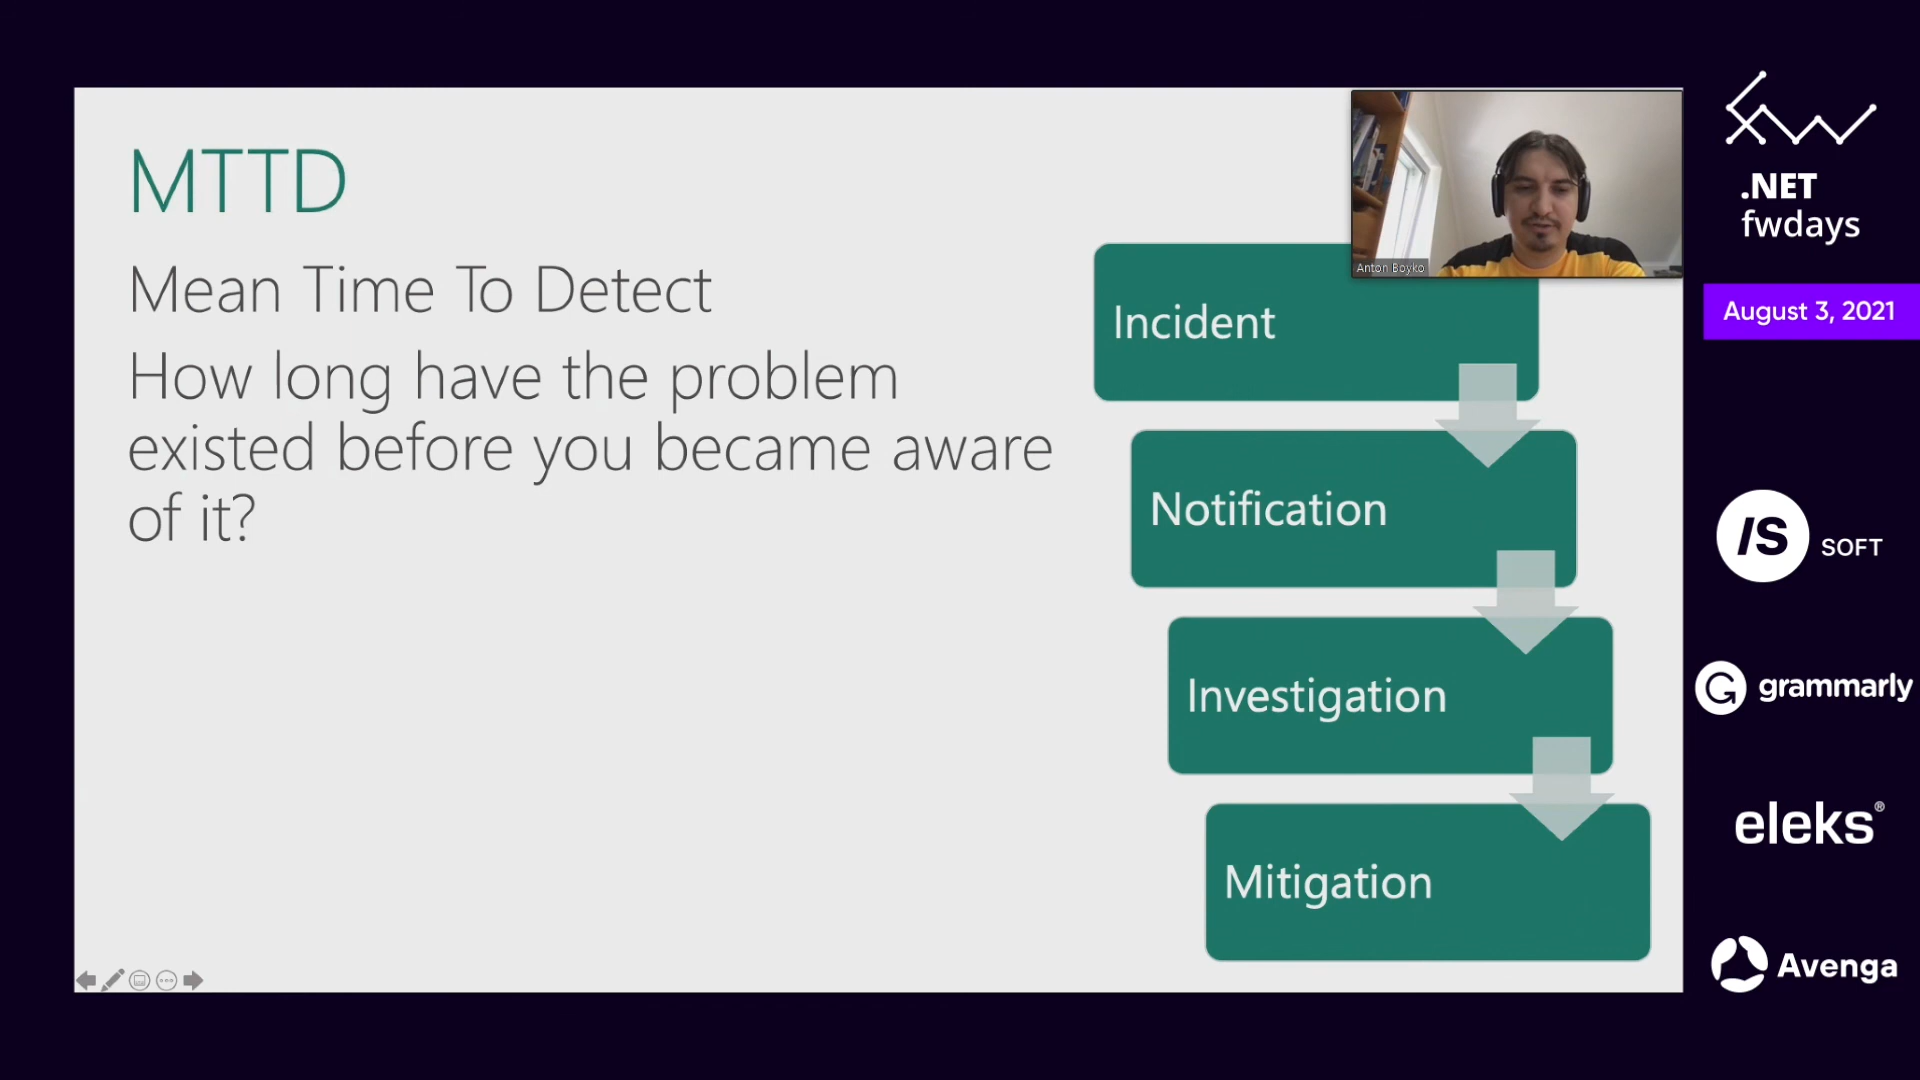 MTTD
Mean Time To Detect
How long have the problem
existed before you became aware
of it?
Incident
Notification
Investigation
Mitigation
Anton Boyko
.NET
fwdays
August 3, 2021
/S SOFT
grammarly
eleks®
Avenga